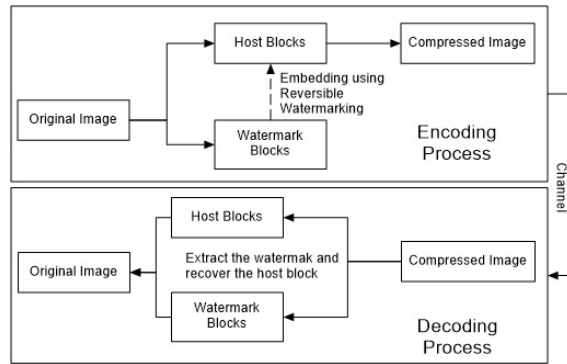 Host Blocks
Compressed Image
Embedding using
Reversible
Watermarking
Original Image
Watermark
Blocks
Encoding
Process
Channel
Host Blocks
Extract the watermak and
recover the host block
Original Image
Compressed Image
Watermark
Blocks
Decoding
Process